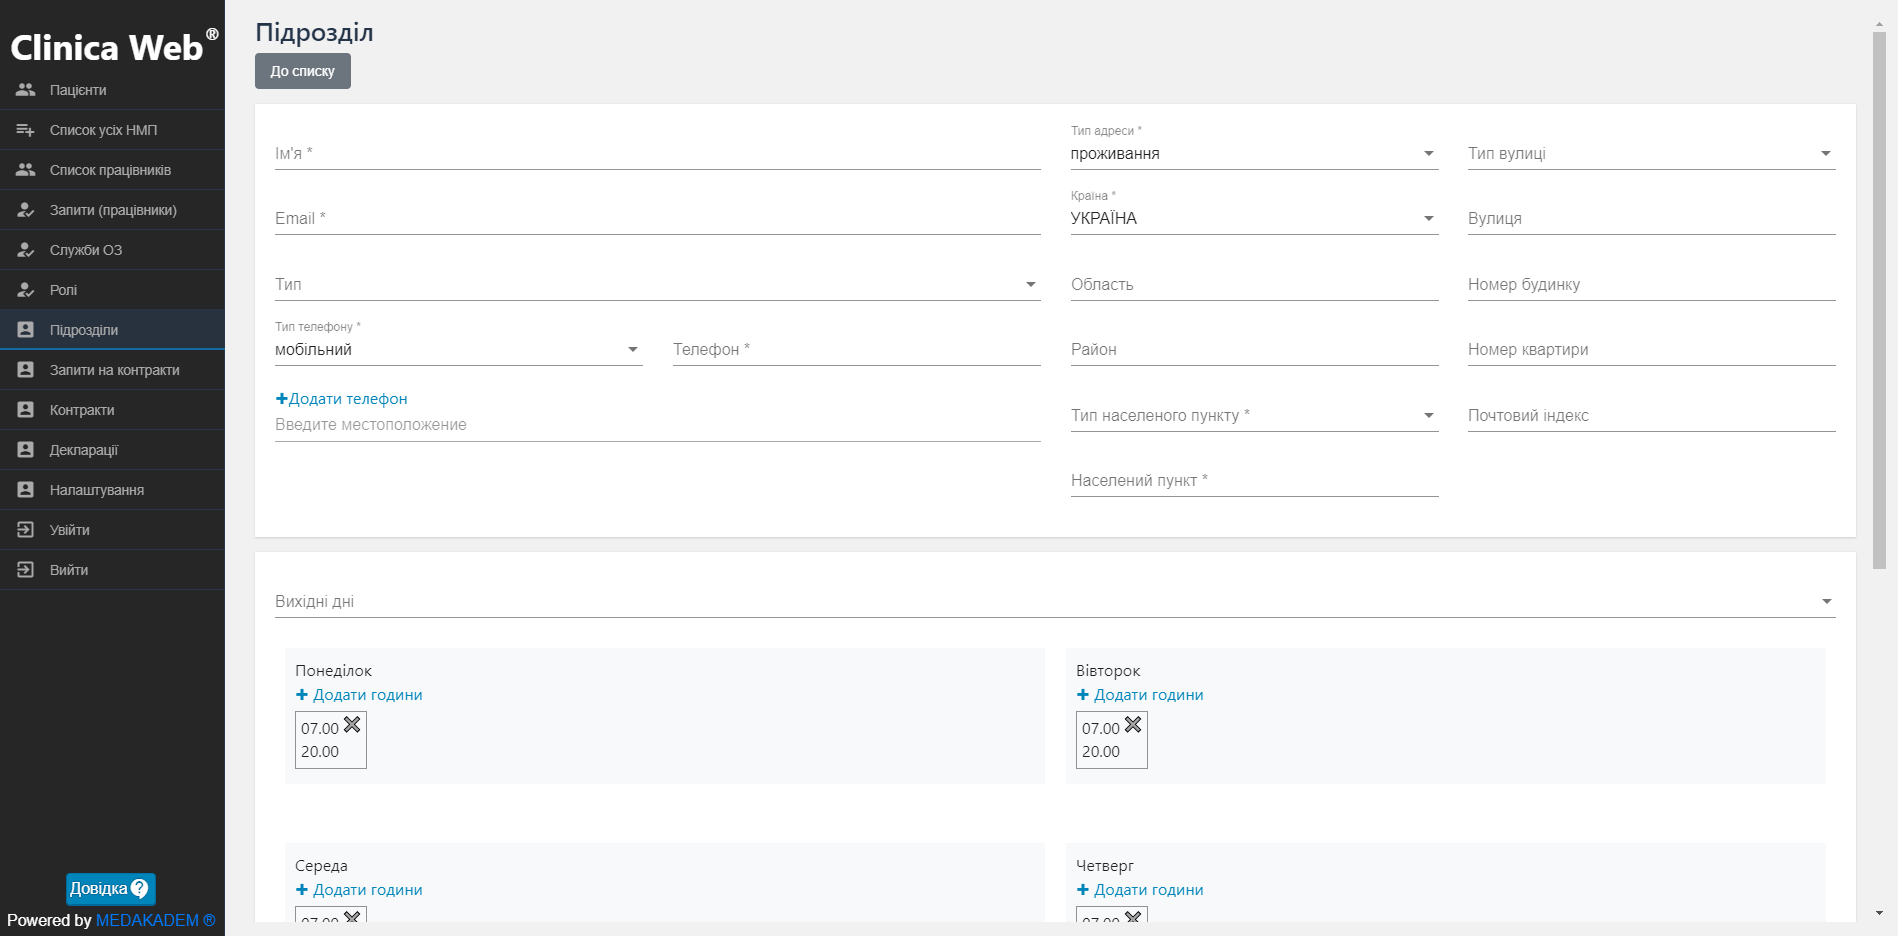 Clinica Web®
Пацієнти
Список усіх НМП
Список працівників
Запити (працівники)
Служби ОЗ
Ролі
Підрозділи
Запити на контракти
Контракти
Декларації
Налаштування
Увійти
Вийти
Довідка ?
Powered by MEDAKADEM ®
Підрозділ
До списку
Ім'я *
Email *
Тип
Тип телефону *
мобільний
Телефон *
+Додати телефон
Введите местоположение
Тип адреси *
проживання
Країна *
УКРАЇНА
Область
Район
Тип населеного пункту *
Населений пункт *
Тип вулиці
Вулиця
Номер будинку
Номер квартири
Почтовий індекс
Вихідні дні
Понеділок
+ Додати години
07.00
20.00
Вівторок
+ Додати години
07.00
20.00
Середа
+ Додати години
07.00
Четверг
+ Додати години
07.00